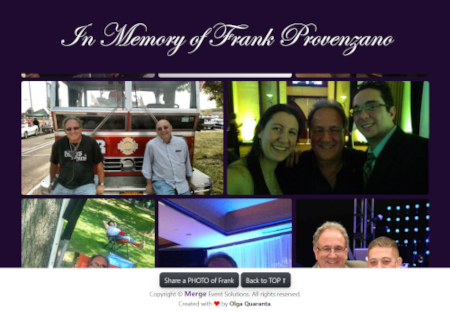 In Memory of Frank Provenzano
Share a PHOTO of Frank
Back to TOP ⇑
Copyright © Merge Event Solutions. All rights reserved.
Created with ❤ by Olga Quaranta.